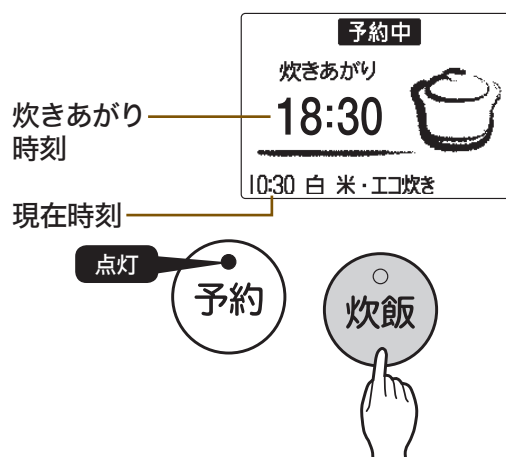 予約中
炊きあがり
18:30
炊きあがり
時刻
10:30 白米・エコ炊き
現在時刻
点灯
予約
炊飯